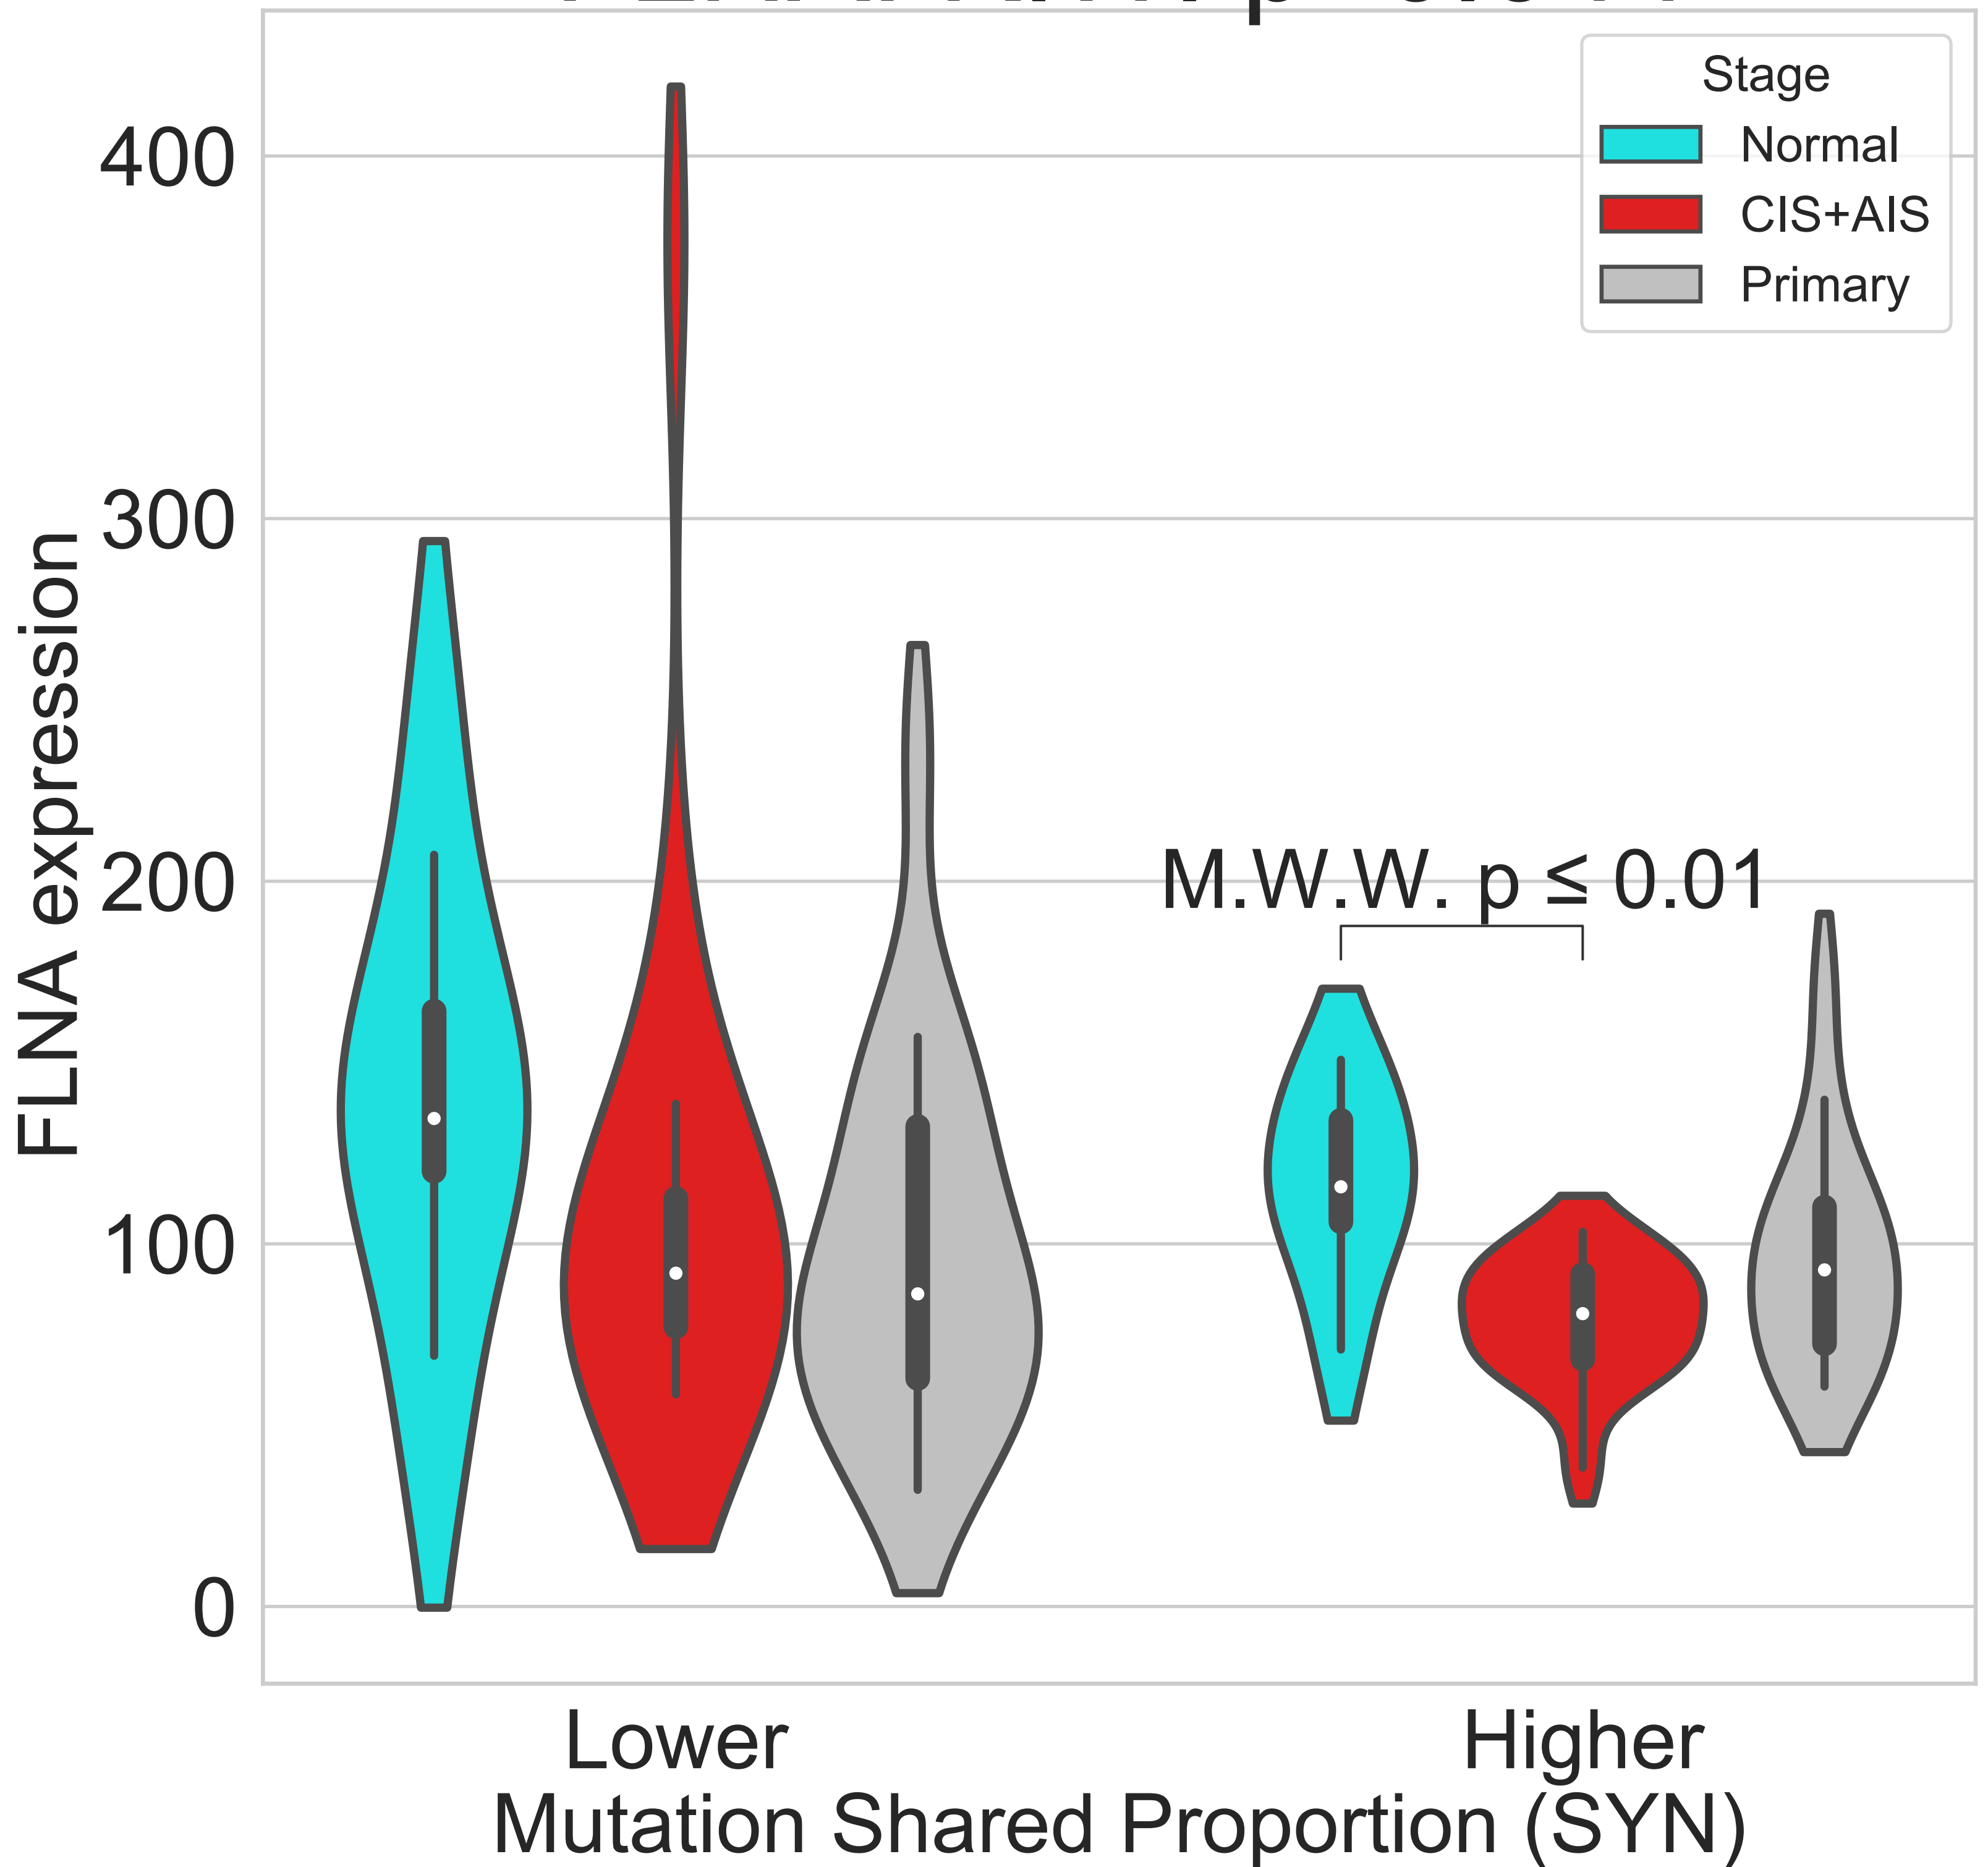 Stage
Normal
CIS+AIS
Primary
400
300
200
100
0
FLNA expression
M.W.W. p ≤ 0.01
Lower
Higher
Mutation Shared Proportion (SYN)